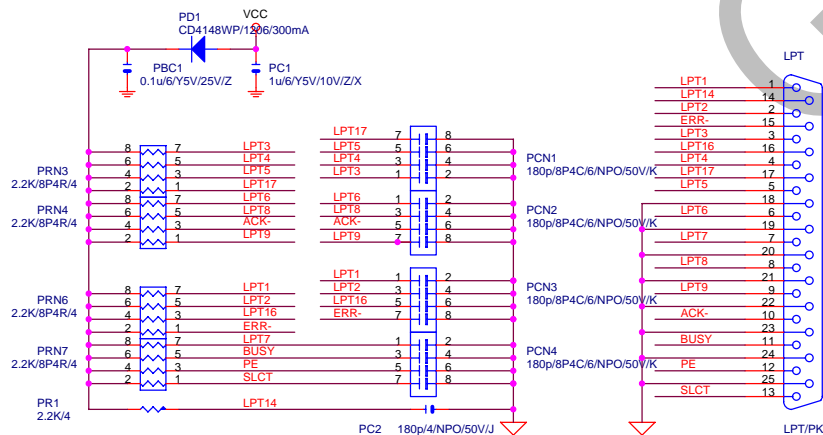 PD1
VCC
CD4148WP/1206/300mA
PBC1
0.1u/6/Y5V/25V/Z
PC1
1u/6/Y5V/10V/Z/X
PRN3
2.2K/8P4R/4
8 7 LPT3
6 5 LPT4
4 3 LPT5
2 1 LPT17
PRN4
2.2K/8P4R/4
8 7 LPT6
6 5 LPT8
4 3 ACK-
2 1 LPT9
PRN6
2.2K/8P4R/4
8 7 LPT1
6 5 LPT2
4 3 LPT16
2 1 ERR-
PRN7
2.2K/8P4R/4
8 7 LPT7
6 5 BUSY
4 3 PE
2 1 SLCT
PR1
2.2K/4
LPT14
LPT17 7 8
LPT5 5 6
LPT4 3 4
LPT3 1 2
PCN1
180p/8P4C/6/NPO/50V/K
LPT6 1 2
LPT8 3 4
ACK- 5 6
LPT9 7 8
PCN2
180p/8P4C/6/NPO/50V/K
LPT1 1 2
LPT2 3 4
LPT16 5 6
ERR- 7 8
PCN3
180p/8P4C/6/NPO/50V/K
1 2
3 4
5 6
7 8
PCN4
180p/8P4C/6/NPO/50V/K
PC2 180p/4/NPO/50V/J
LPT
LPT1 1
LPT14 14
LPT2 2
ERR- 15
LPT3 3
LPT16 16
LPT4 4
LPT17 17
LPT5 5
18
LPT6 6
19
LPT7 7
20
LPT8 8
21
LPT9 9
22
ACK- 10
23
BUSY 11
24
PE 12
25
SLCT 13
LPT/PK